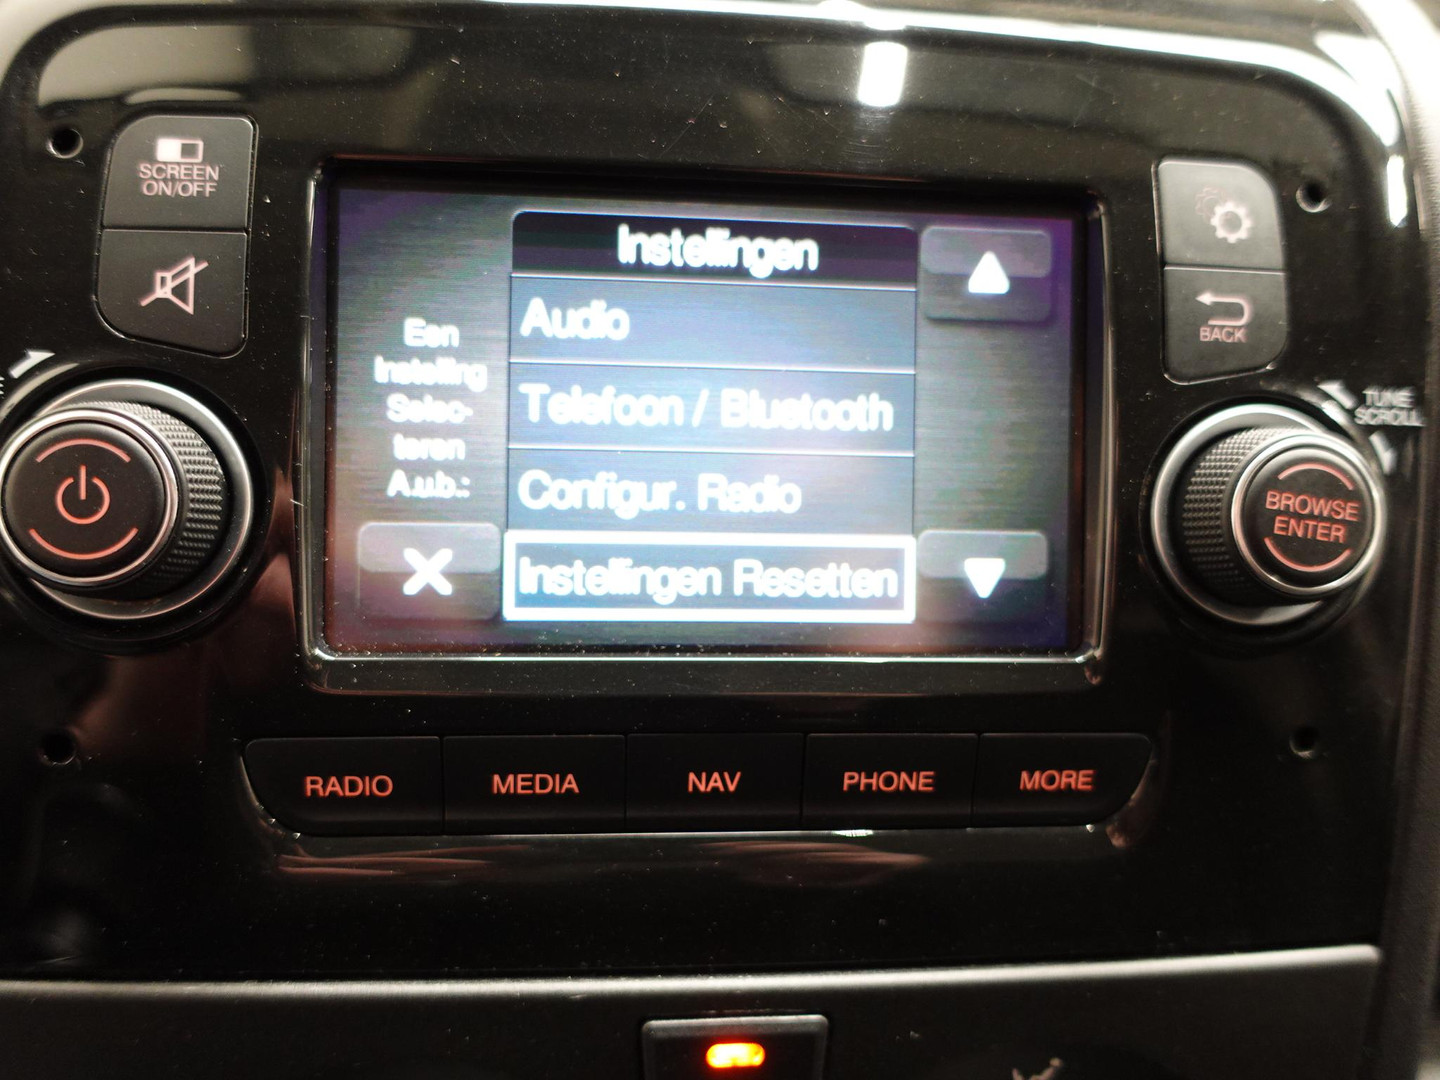 SCREEN
ON/OFF
Instellingen
Audio
Telefoon / Bluetooth
Configur. Radio
Instellingen Resetten
Een
Instelling
Selec-
teren
A.u.b.:
BACK
TUNE
SCROLL
BROWSE
ENTER
RADIO
MEDIA
NAV
PHONE
MORE